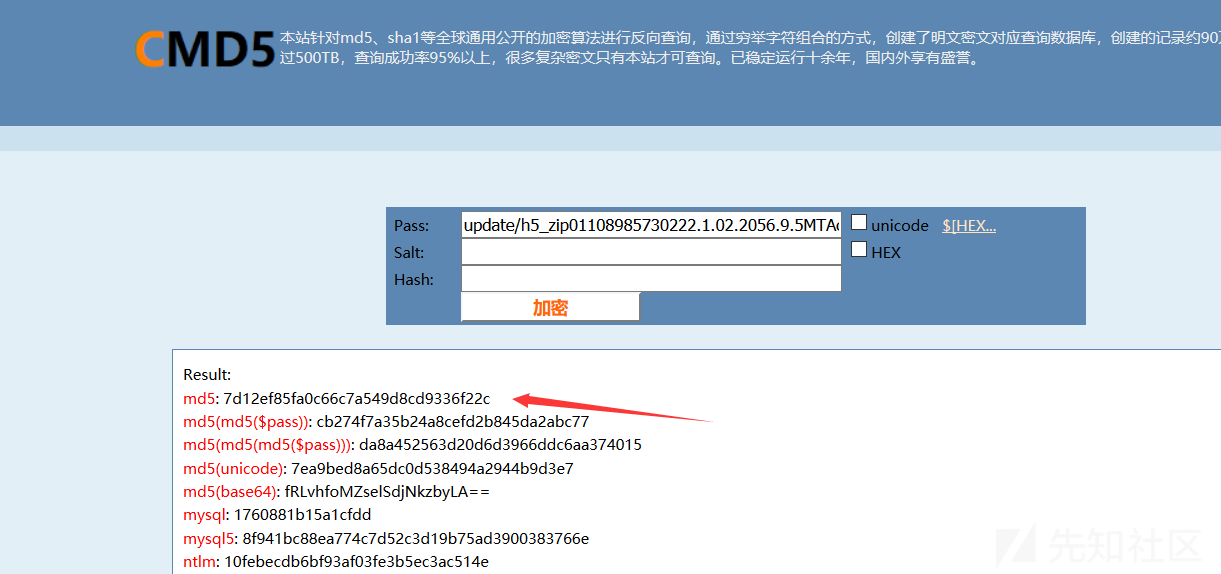 CMD5
本站针对md5、sha1等全球通用公开的加密算法进行反向查询，通过穷举字符组合的方式，创建了明文密文对应查询数据库，创建的记录约90
过500TB，查询成功率95%以上，很多复杂密文只有本站才可查询。已稳定运行十余年，国内外享有盛誉。
Pass: update/h5_zip01108985730222.1.02.2056.9.5MTA unicode $[HEX...
Salt: HEX
Hash:
加密
Result:
md5: 7d12ef85fa0c66c7a549d8cd9336f22c
md5(md5($pass)): cb274f7a35b24a8cefd2b845da2abc77
md5(md5(md5($pass))): da8a452563d20d6d3966ddc6aa374015
md5(unicode): 7ea9bed8a65dc0d538494a2944b9d3e7
md5(base64): fRLvhfoMZselSdjNkzbyLA==
mysql: 1760881b15a1cfdd
mysql5: 8f941bc88ea774c7d52c3d19b75ad3900383766e
ntlm: 10febecdb6bf93af03fe3b5ec3ac514e
先知社区